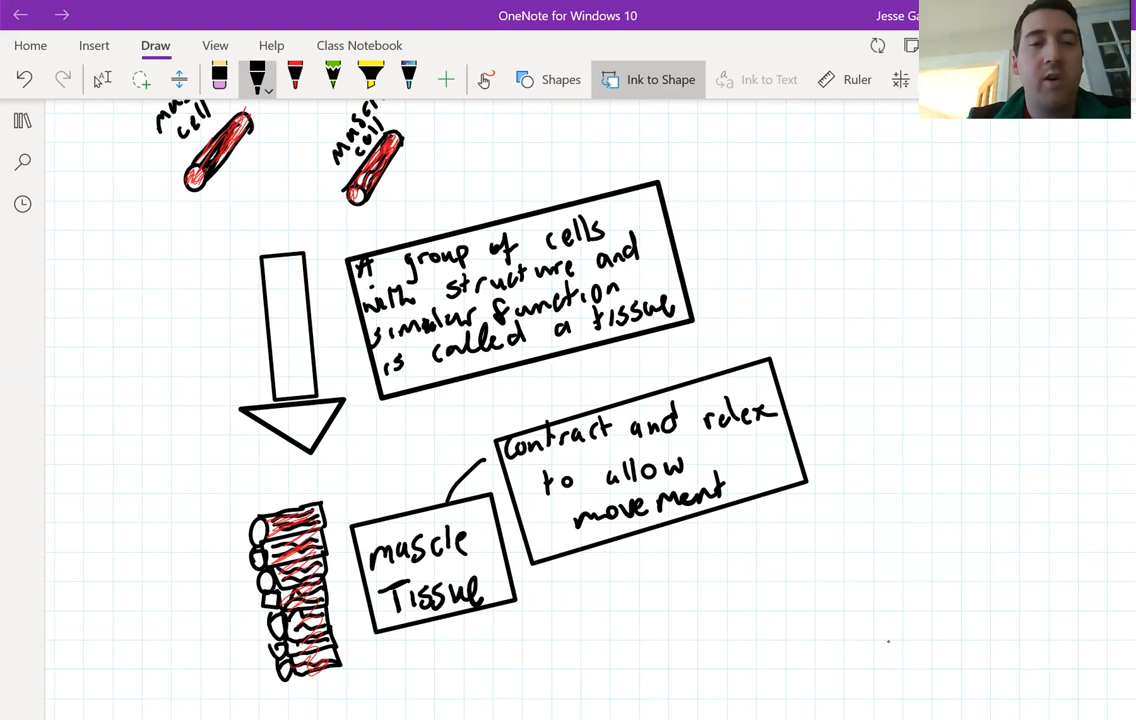 OneNote for Windows 10
Jesse Ga
Home Insert Draw View Help Class Notebook
Shapes Ink to Shape Ink to Text Ruler
cell
muscle
cell
A group of cells
with structure and
similar function
is called a tissue
contract and relax
to allow
movement
muscle
Tissue